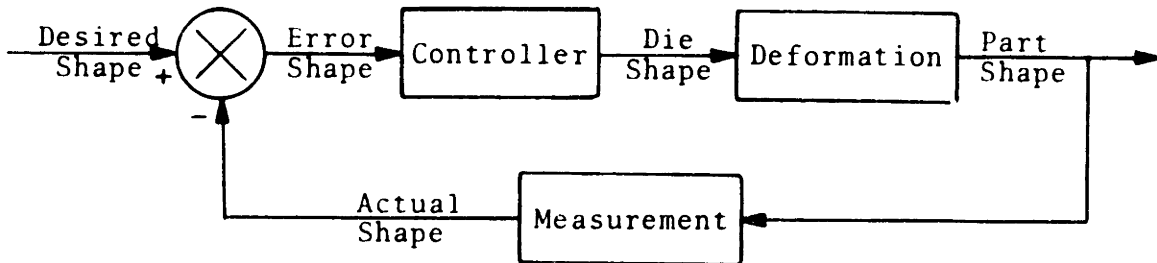 Desired
Shape
+
-
Error
Shape
Controller
Die
Shape
Deformation
Part
Shape
Actual
Shape
Measurement